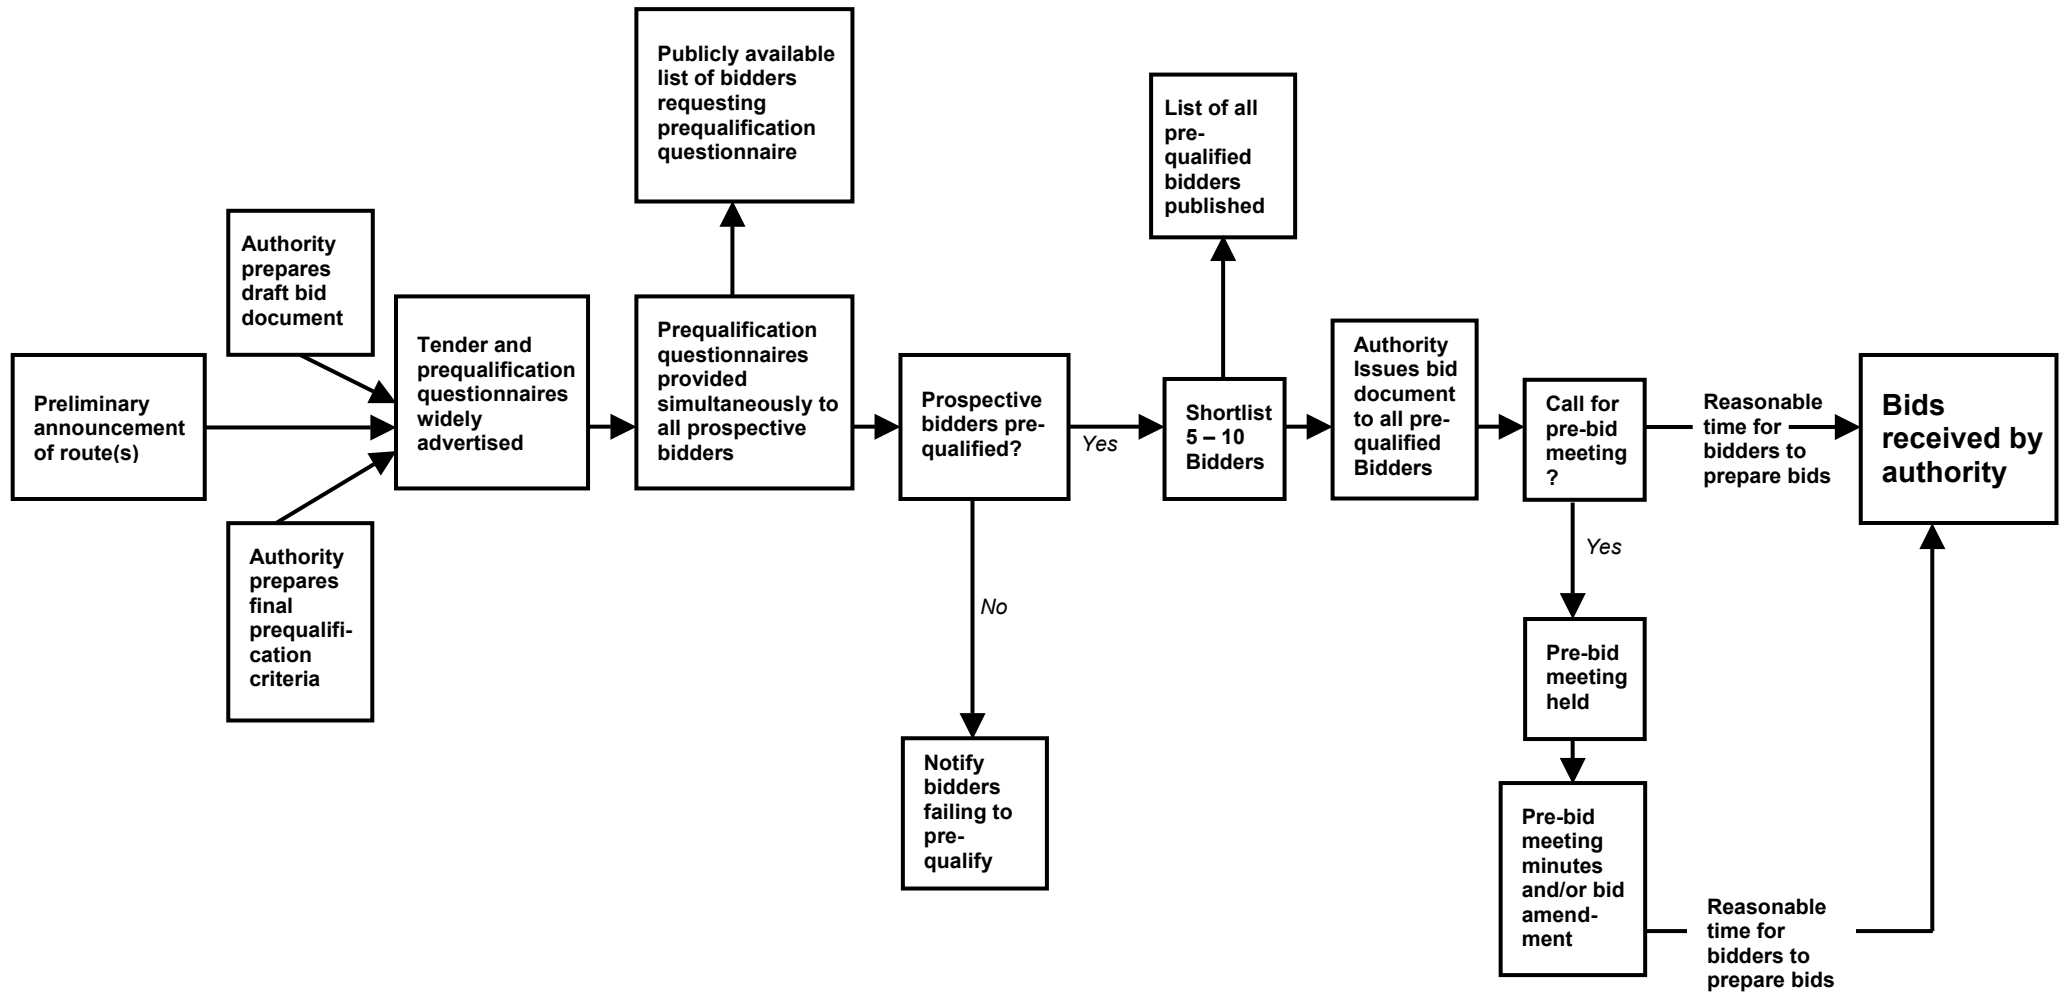 Publicly available
list of bidders
requesting
prequalification
questionnaire
List of all
pre-
qualified
bidders
published
Authority
prepares
draft bid
document
Preliminary
announcement
of route(s)
Authority
prepares
final
prequalifi-
cation
criteria
Tender and
prequalification
questionnaires
widely
advertised
Prequalification
questionnaires
provided
simultaneously to
all prospective
bidders
Prospective
bidders pre-
qualified?
Yes
No
Notify
bidders
failing to
pre-
qualify
Shortlist
5 – 10
Bidders
Authority
Issues bid
document
to all pre-
qualified
Bidders
Call for
pre-bid
meeting
?
Yes
Pre-bid
meeting
held
Pre-bid
meeting
minutes
and/or bid
amend-
ment
Reasonable
time for
bidders to
prepare bids
Reasonable
time for
bidders to
prepare bids
Bids
received by
authority